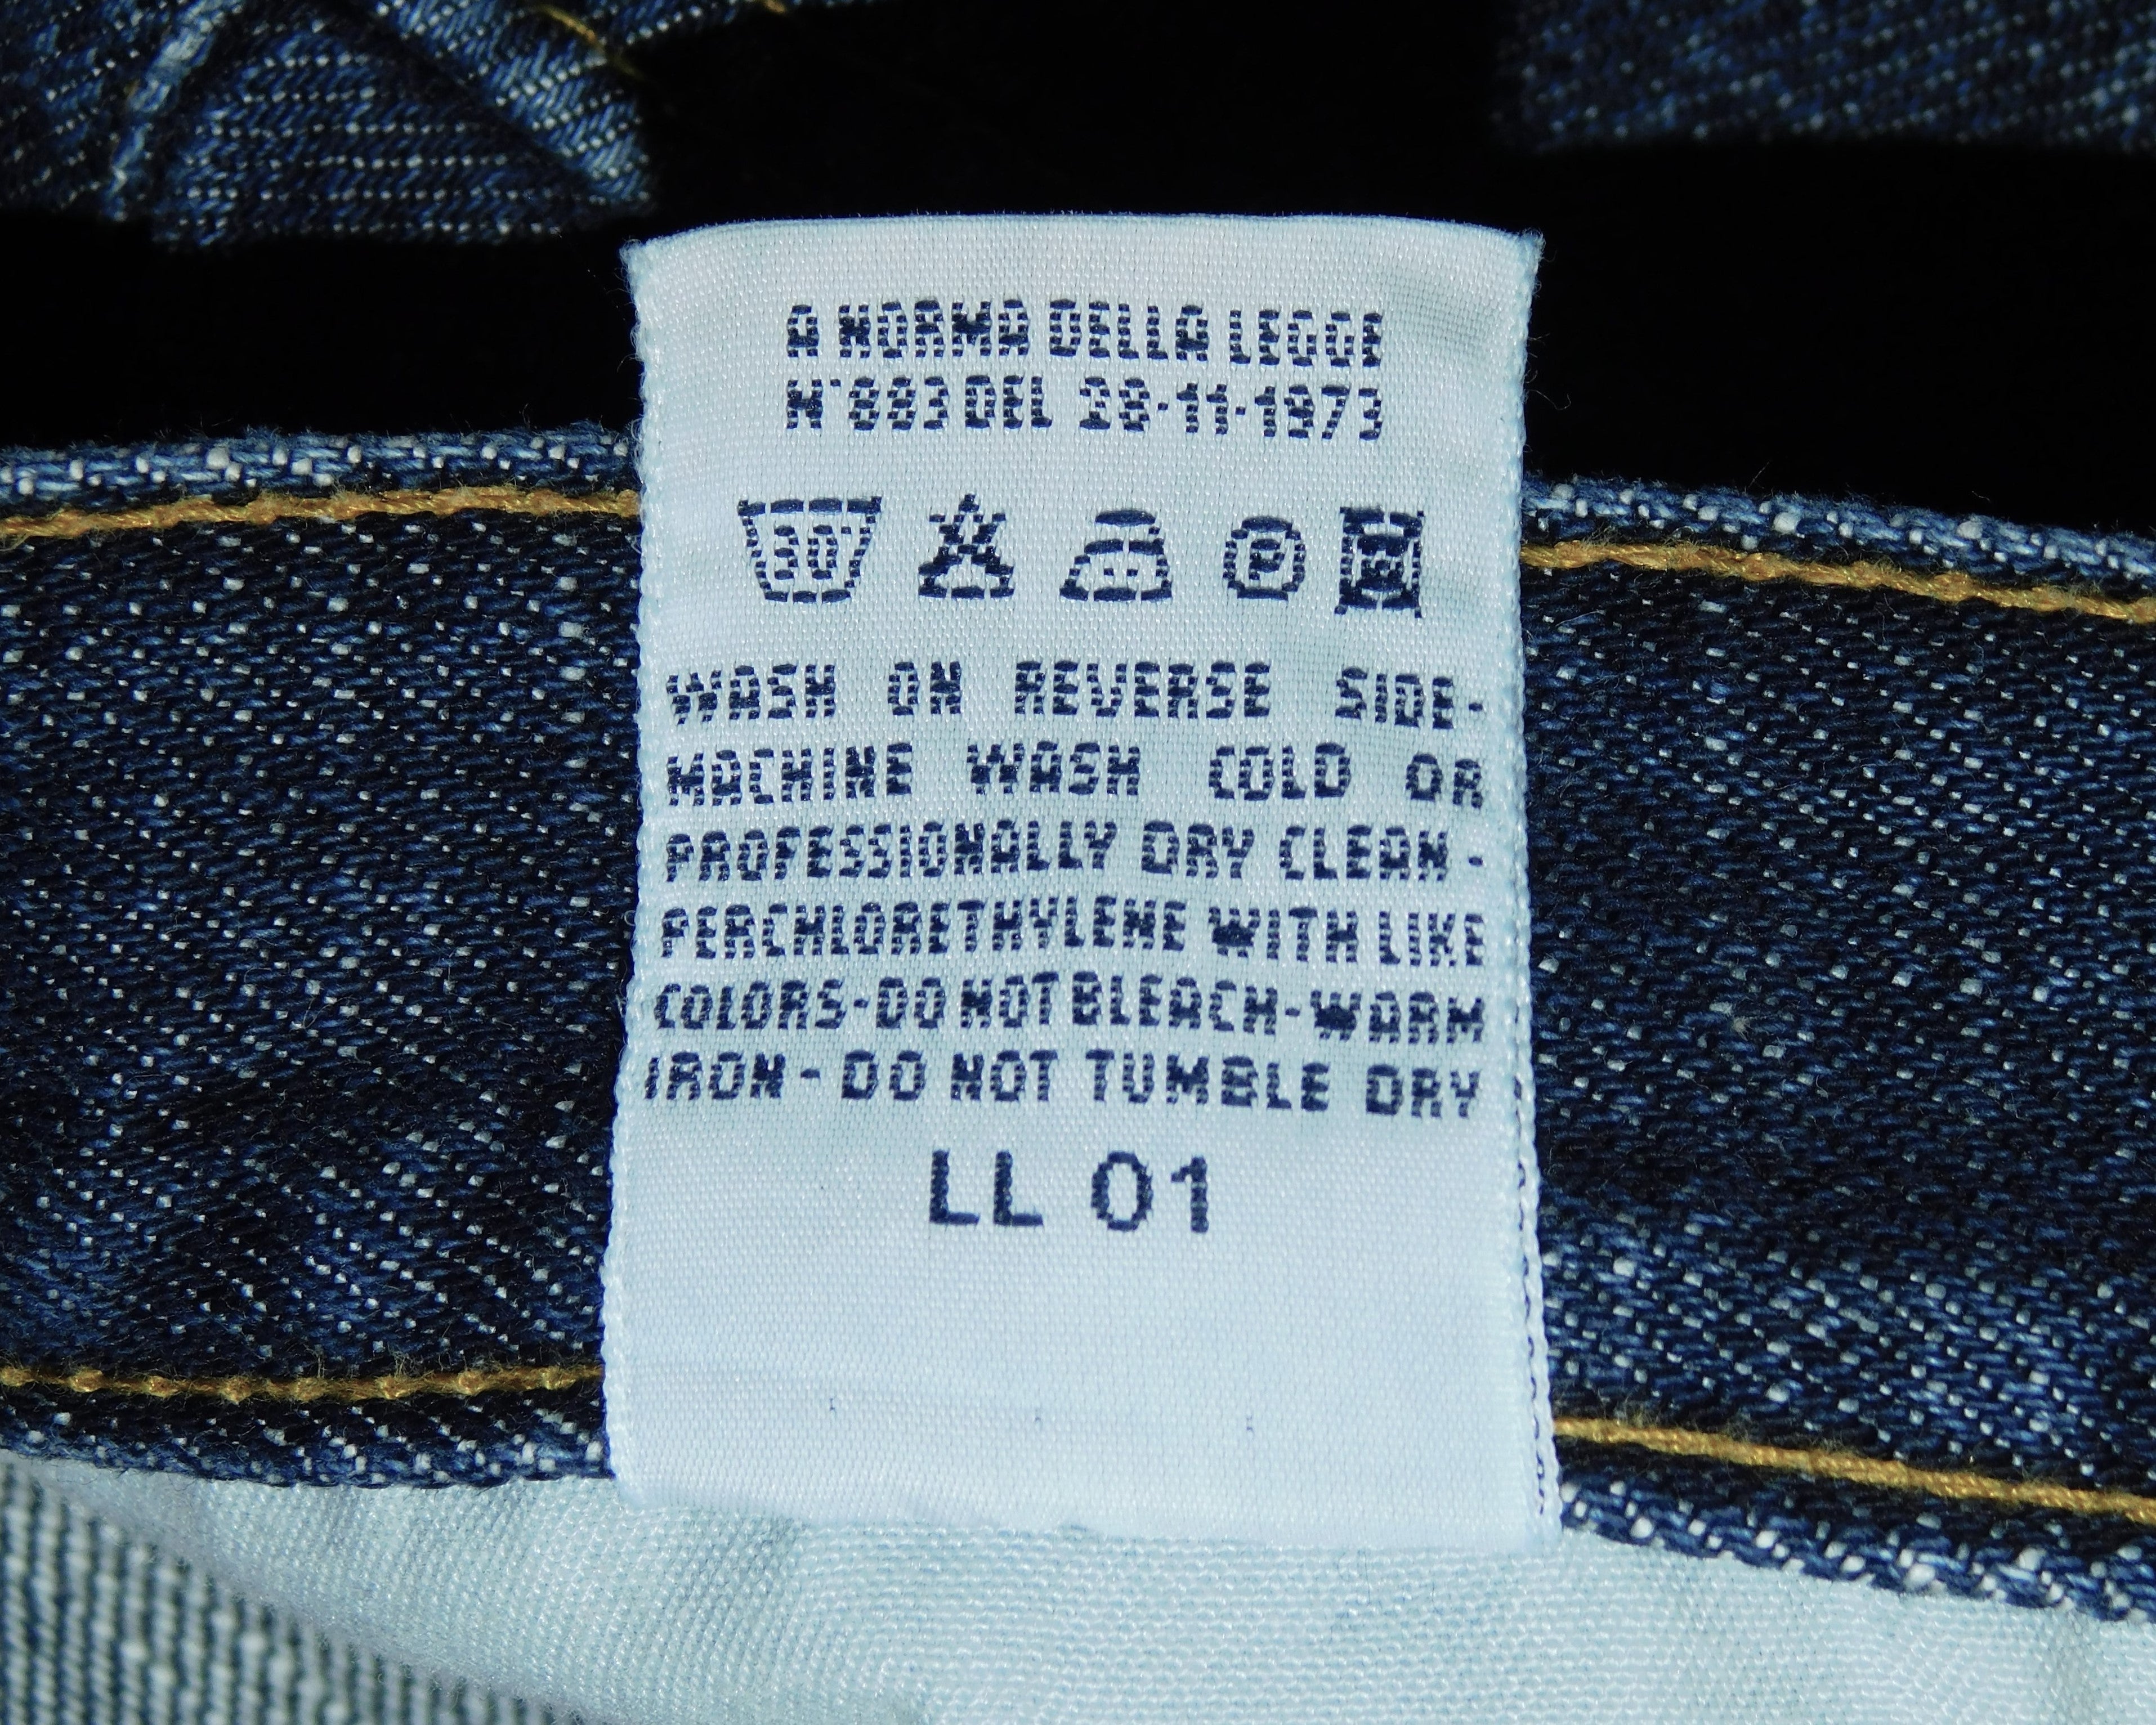 A NORMA DELLA LEGGE
N°883 DEL 28-11-1973
30°
P
WASH ON REVERSE SIDE-
MACHINE WASH COLD OR
PROFESSIONALLY DRY CLEAN-
PERCHLORETHYLENE WITH LIKE
COLORS-DO NOT BLEACH-WARM
IRON-DO NOT TUMBLE DRY
LL 01